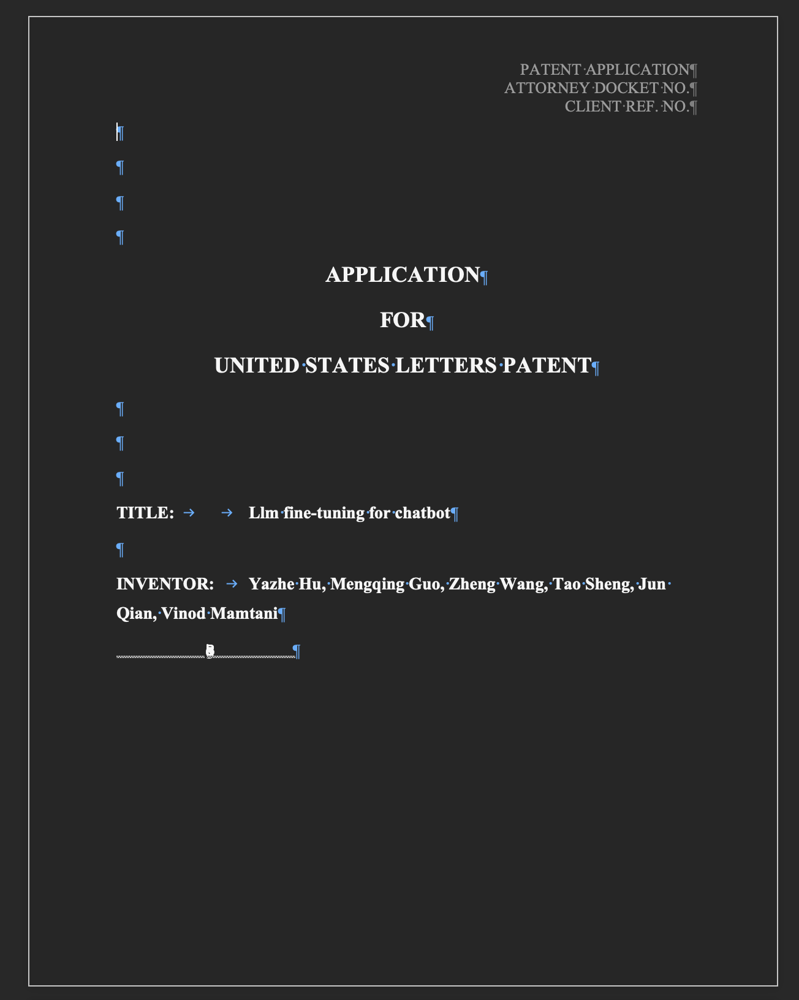 PATENT APPLICATION
ATTORNEY DOCKET NO.
CLIENT REF. NO.
APPLICATION
FOR
UNITED STATES LETTERS PATENT
TITLE: Llm fine-tuning for chatbot
INVENTOR: Yazhe Hu, Mengqing Guo, Zheng Wang, Tao Sheng, Jun
Qian, Vinod Mamtani